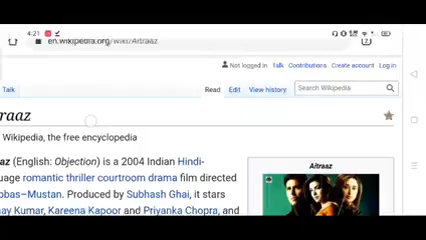 4:21
en.wikipedia.org/wiki/Aitraaz
2
Not logged in Talk Contributions Create account Log in
Talk Read Edit View history Search Wikipedia
raaz
Wikipedia, the free encyclopedia
az (English: Objection) is a 2004 Indian Hindi-
uage romantic thriller courtroom drama film directed
bbas–Mustan. Produced by Subhash Ghai, it stars
ay Kumar, Kareena Kapoor and Priyanka Chopra, and
Aitraaz